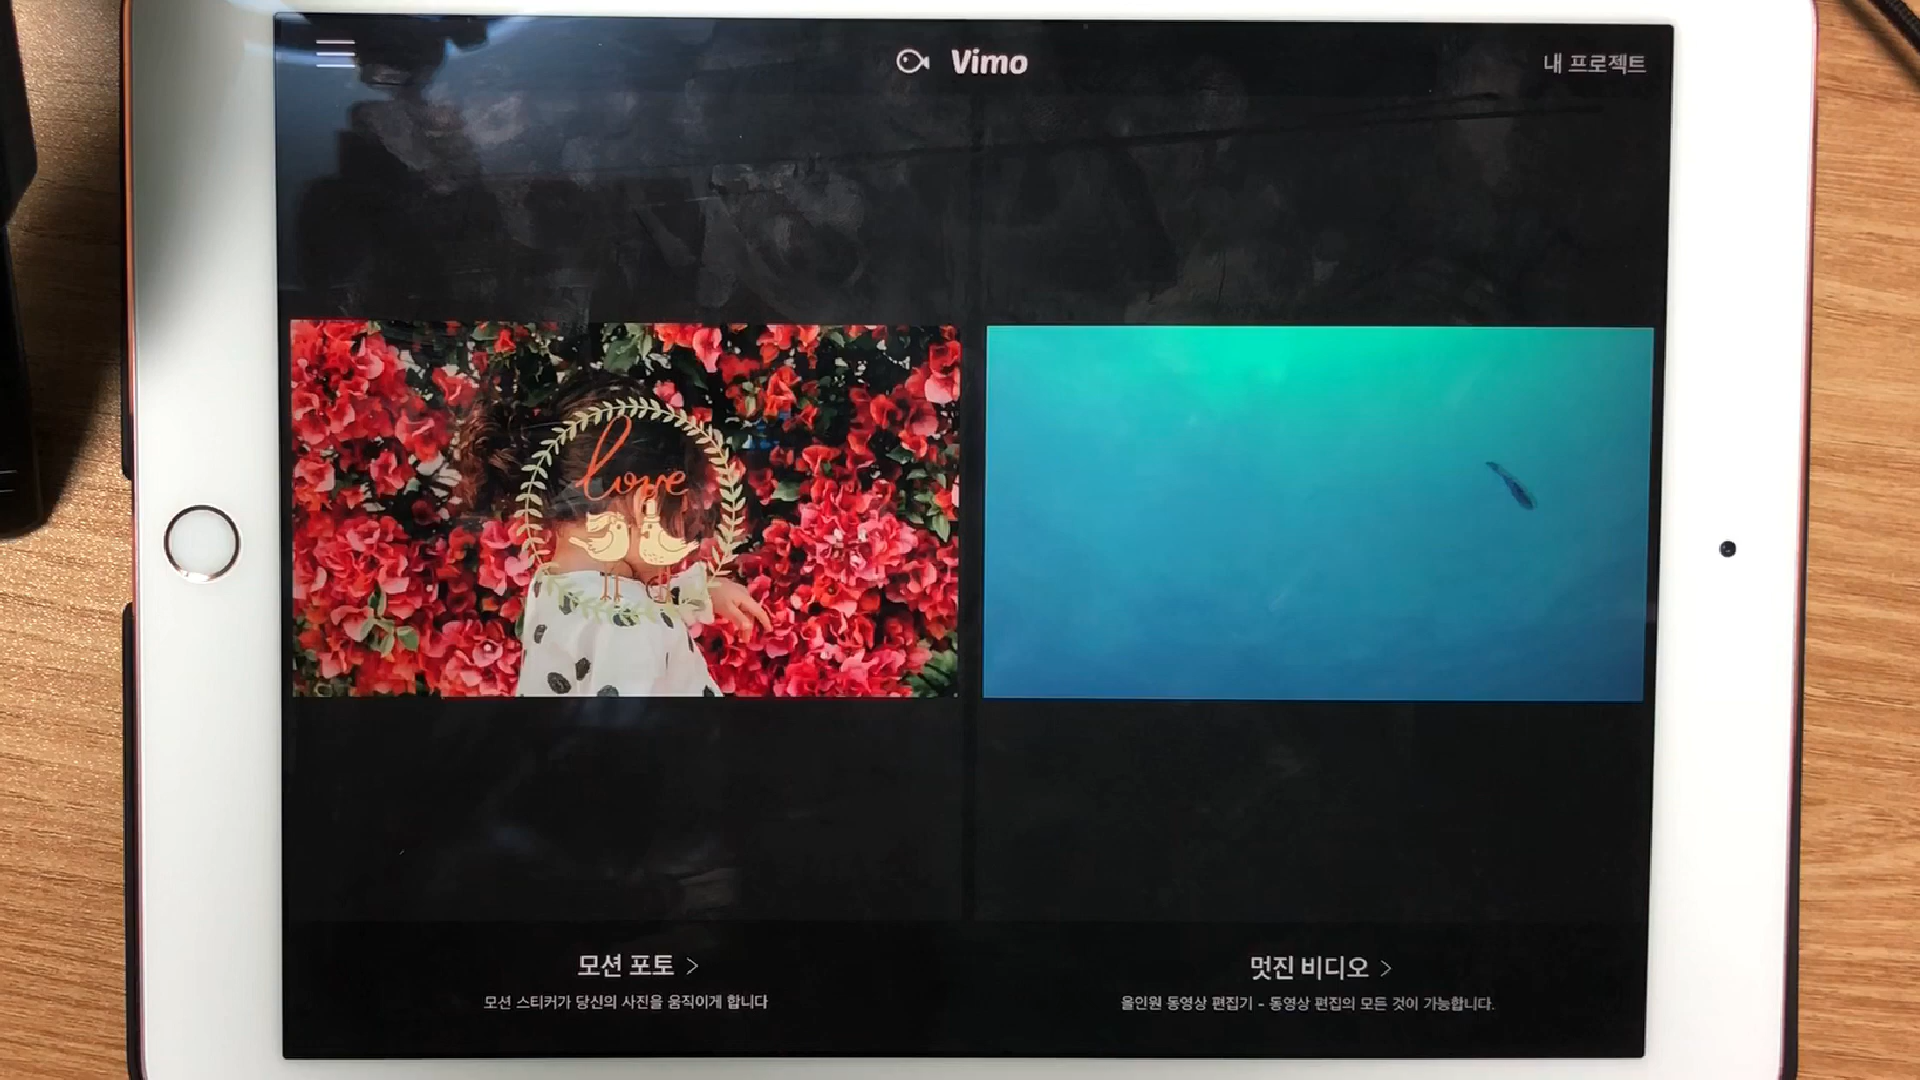 Vimo
내 프로젝트
love
모션 포토 >
모션 스티커가 당신의 사진을 움직이게 합니다
멋진 비디오 >
올인원 동영상 편집기 - 동영상 편집의 모든 것이 가능합니다.